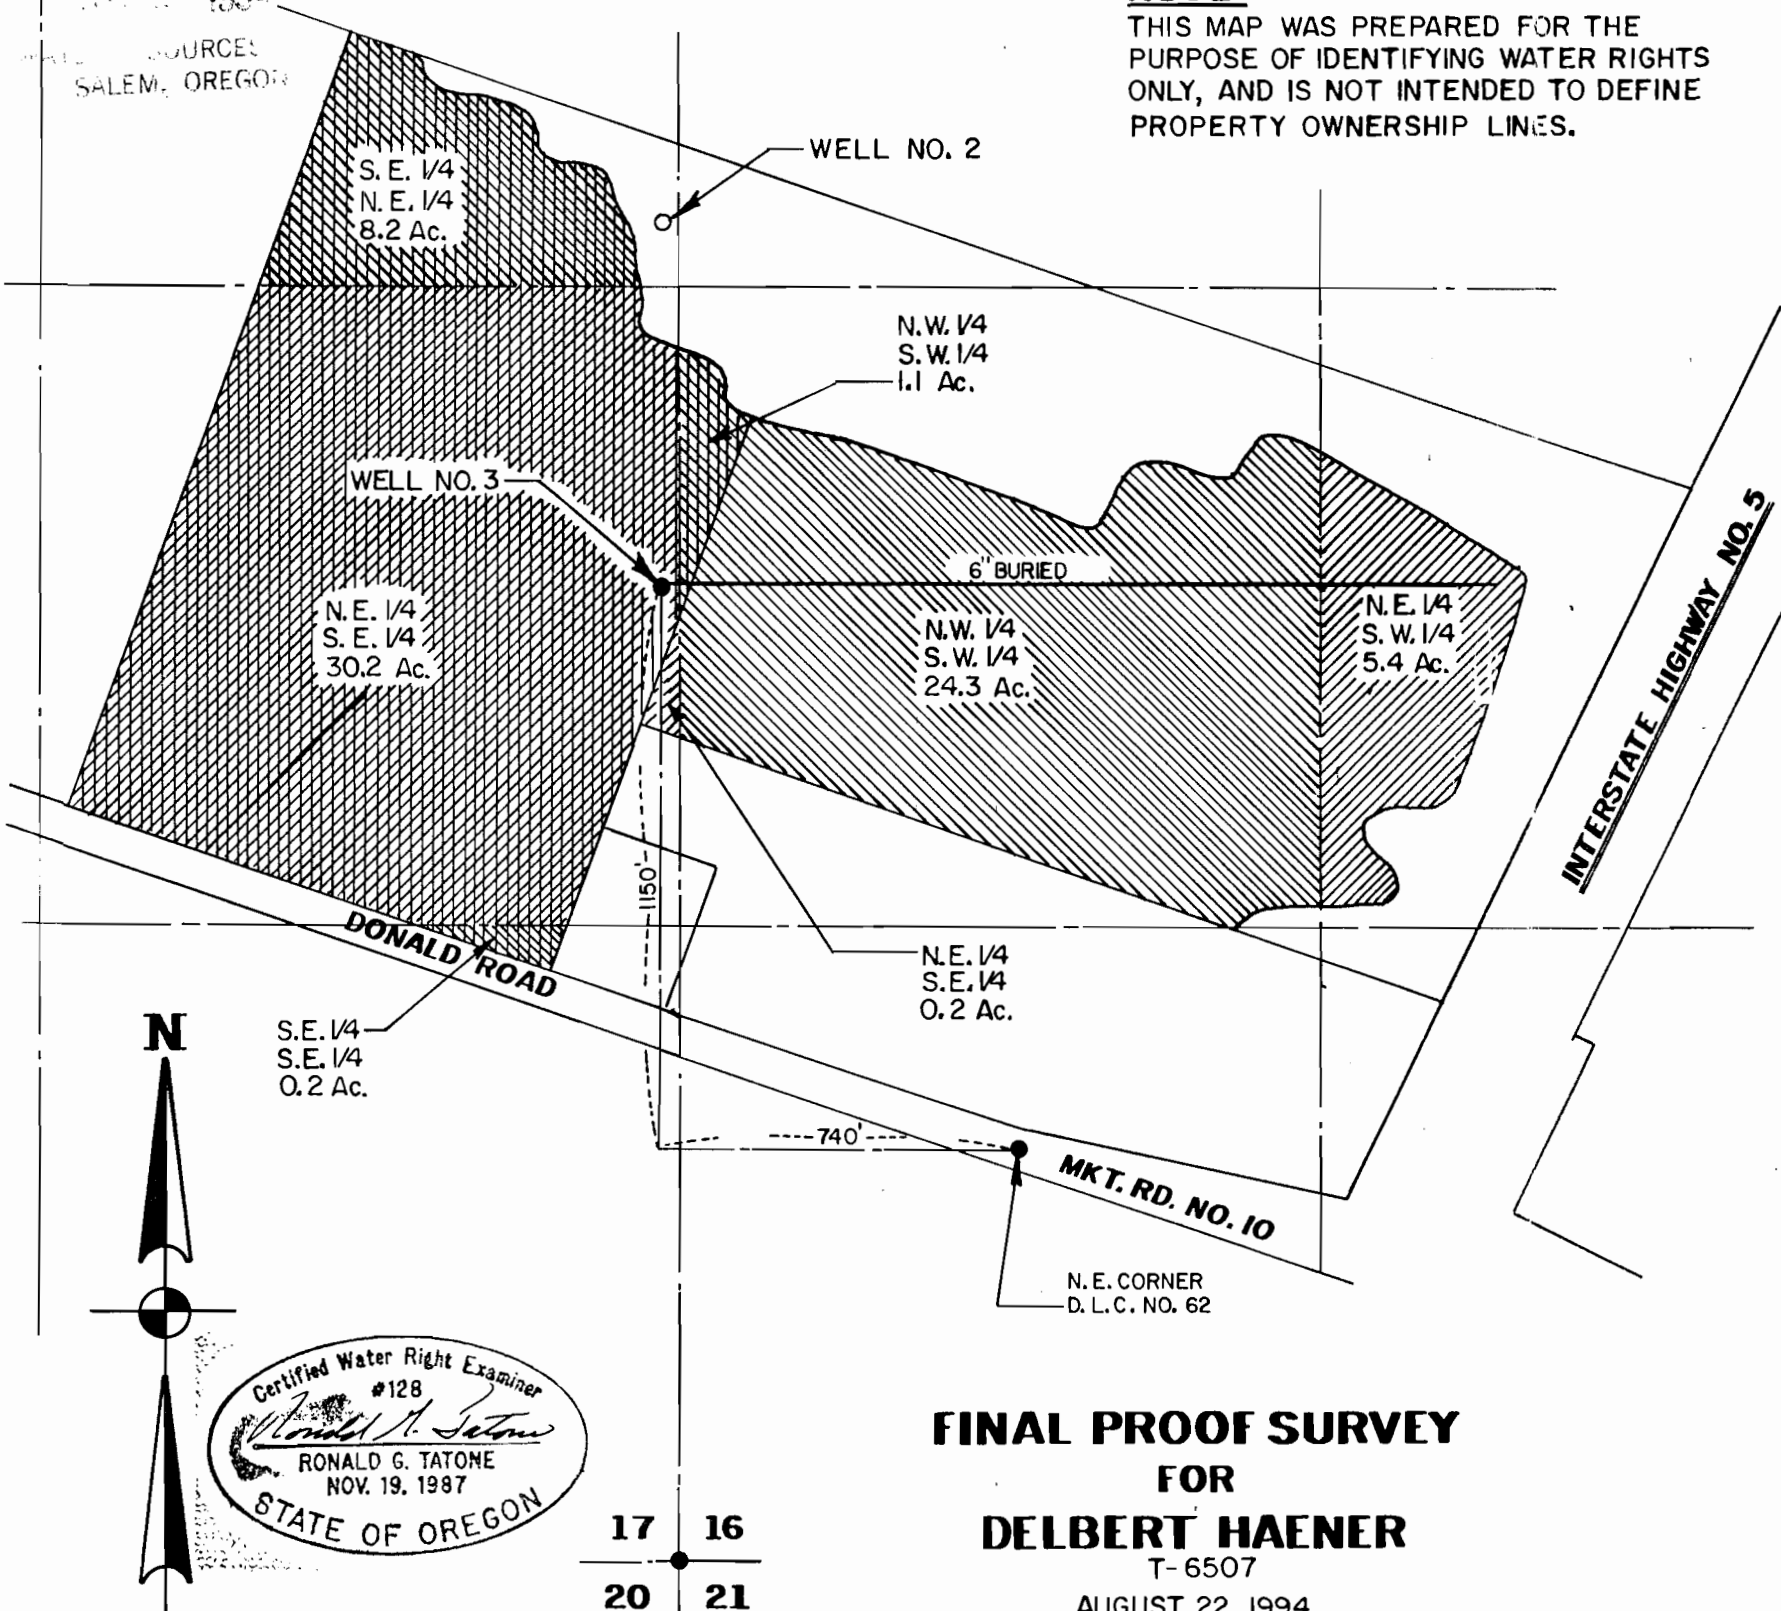 SALEM, OREGON
THIS MAP WAS PREPARED FOR THE
PURPOSE OF IDENTIFYING WATER RIGHTS
ONLY, AND IS NOT INTENDED TO DEFINE
PROPERTY OWNERSHIP LINES.
WELL NO. 2
S.E. 1/4
N.E. 1/4
8.2 Ac.
N.W. 1/4
S.W. 1/4
1.1 Ac.
WELL NO. 3
6" BURIED
N.E. 1/4
S.E. 1/4
30.2 Ac.
N.W. 1/4
S.W. 1/4
24.3 Ac.
N.E. 1/4
S.W. 1/4
5.4 Ac.
INTERSTATE HIGHWAY NO. 5
1150'
DONALD ROAD
N.E. 1/4
S.E. 1/4
0.2 Ac.
S.E. 1/4
S.E. 1/4
0.2 Ac.
N
740'
MKT. RD. NO. 10
N.E. CORNER
D.L.C. NO. 62
Certified Water Right Examiner
#128
Ronald G. Tatone
RONALD G. TATONE
NOV. 19, 1987
STATE OF OREGON
17 16
20 21
FINAL PROOF SURVEY
FOR
DELBERT HAENER
T-6507
AUGUST 22, 1994